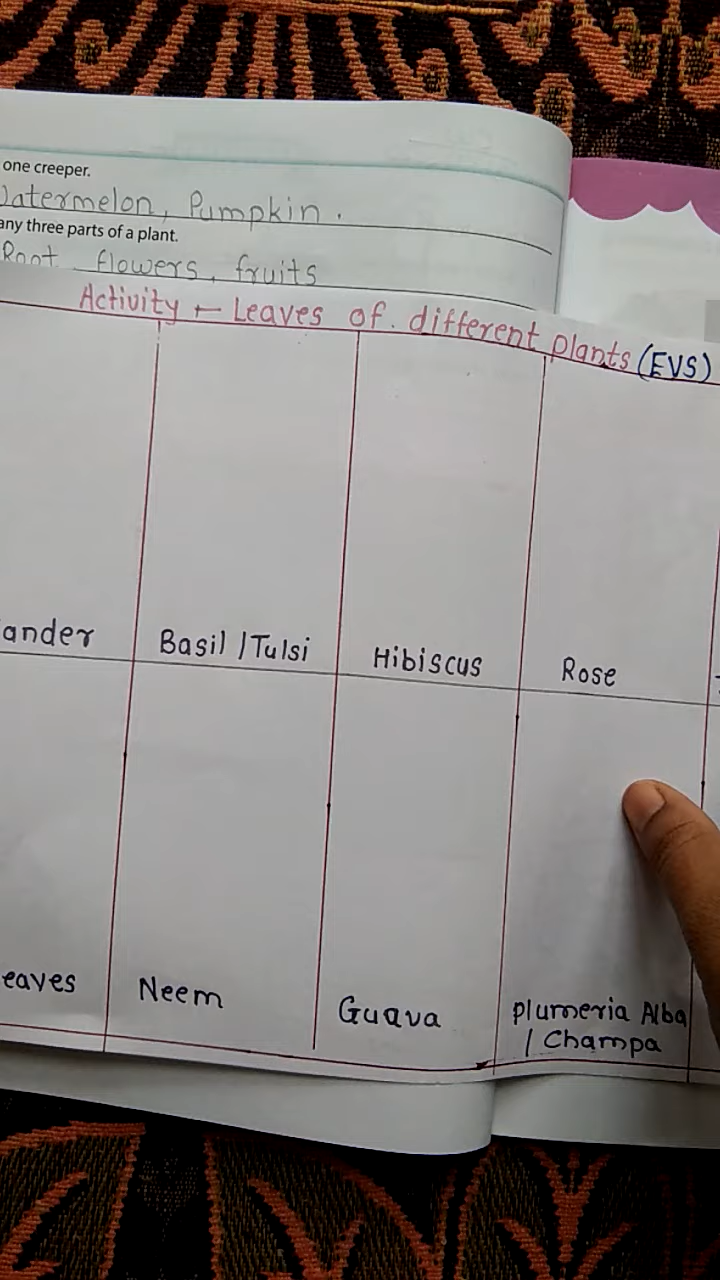 one creeper.
Watermelon, Pumpkin.
any three parts of a plant.
Root flowers, fruits
Activity - Leaves of different plants (EVS)
ander
Basil / Tulsi
Hibiscus
Rose
eaves
Neem
Guava
plumeria Alba
/ Champa